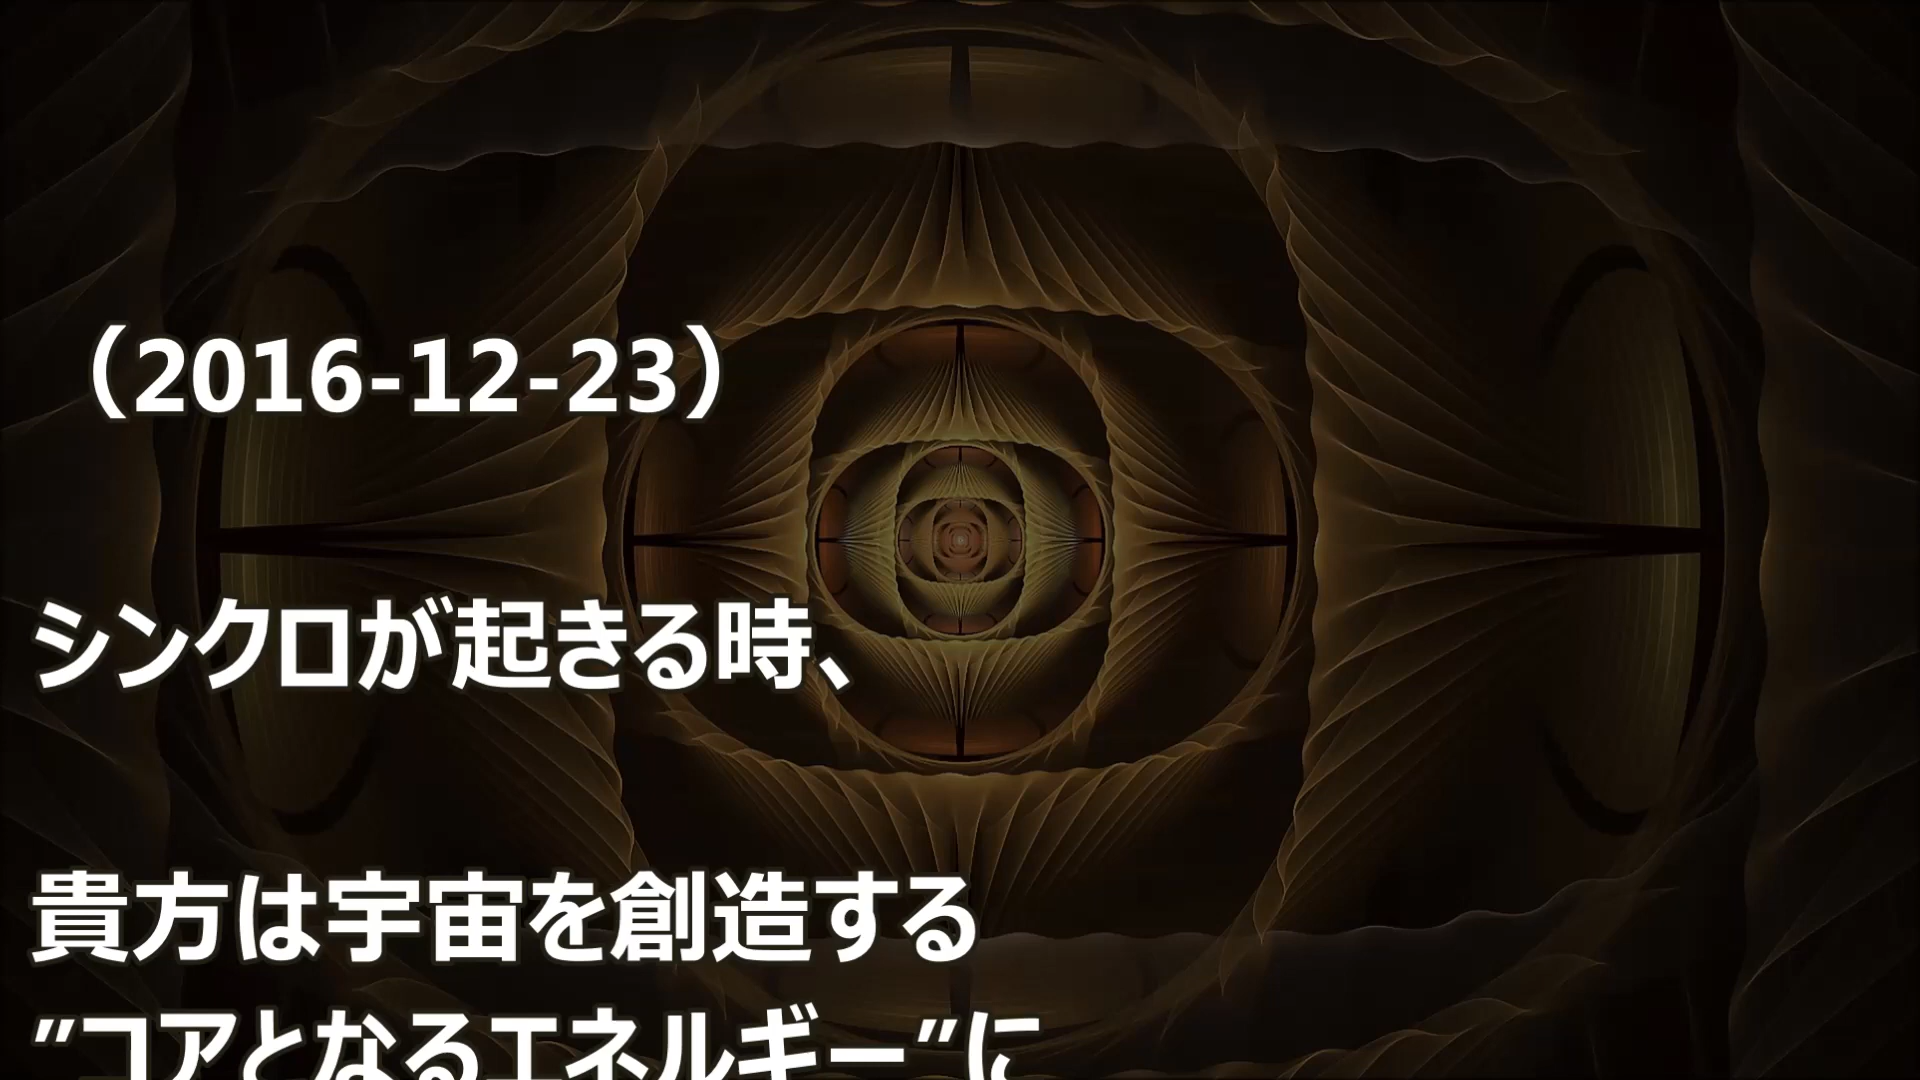 （2016-12-23）
シンクロが起きる時、
貴方は宇宙を創造する
”コアとなるエネルギー”に